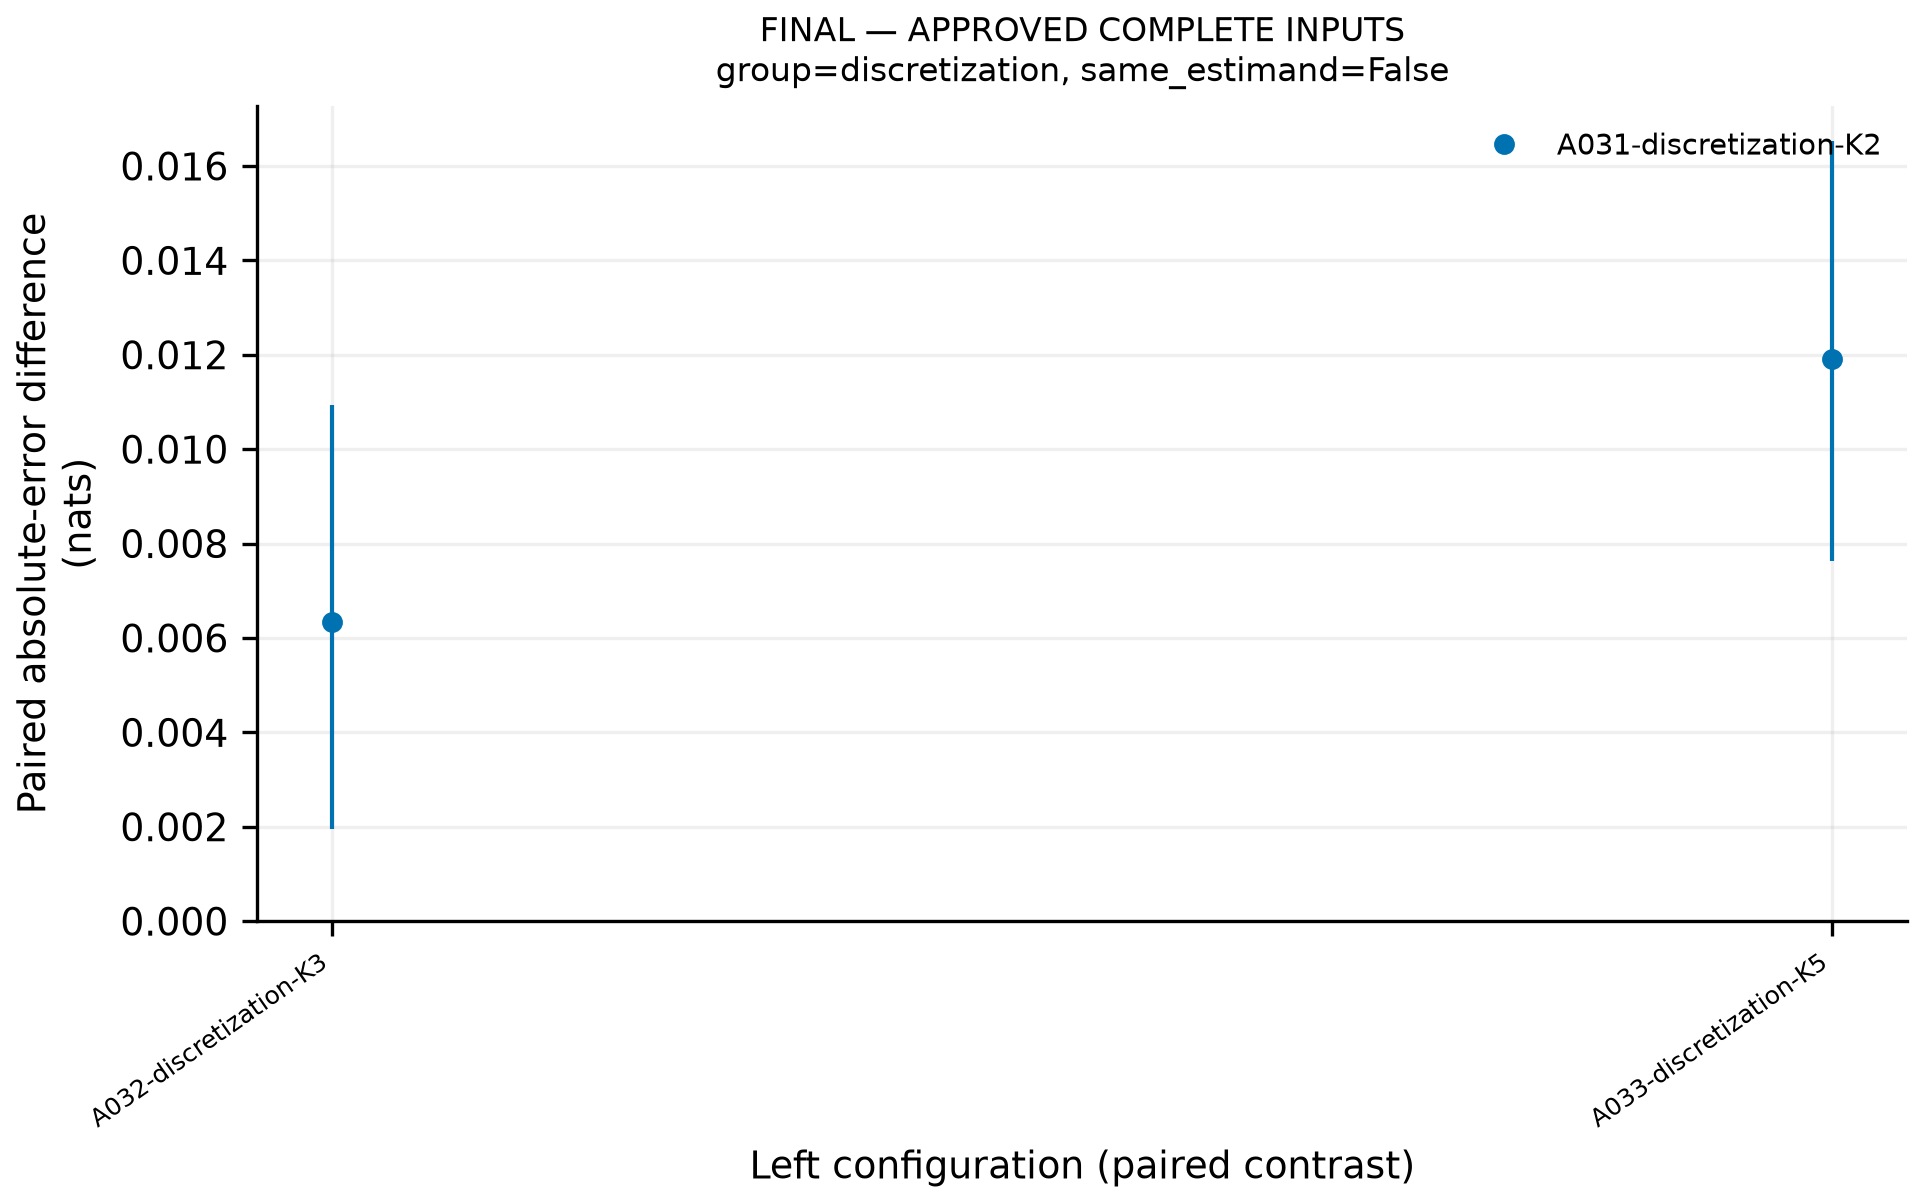 FINAL — APPROVED COMPLETE INPUTS
group=discretization, same_estimand=False
A031-discretization-K2
Paired absolute-error difference
(nats)
0.016
0.014
0.012
0.010
0.008
0.006
0.004
0.002
0.000
A032-discretization-K3
A033-discretization-K5
Left configuration (paired contrast)